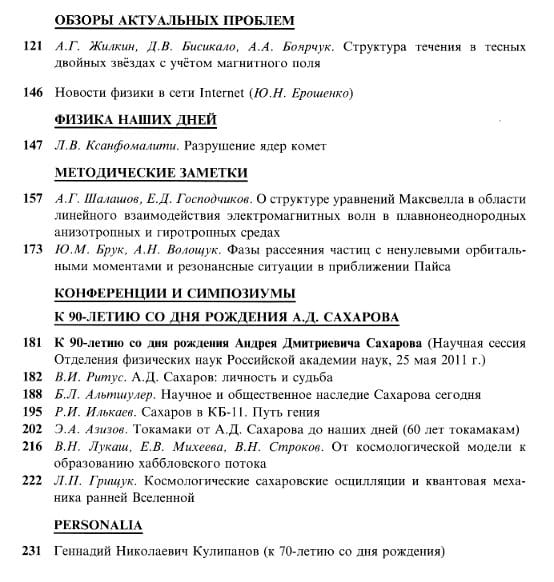 ОБЗОРЫ АКТУАЛЬНЫХ ПРОБЛЕМ
121 А.Г. Жилкин, Д.В. Бисикало, А.А. Боярчук. Структура течения в тесных
двойных звёздах с учётом магнитного поля
146 Новости физики в сети Internet (Ю.Н. Ерошенко)
ФИЗИКА НАШИХ ДНЕЙ
147 Л.В. Ксанфомалити. Разрушение ядер комет
МЕТОДИЧЕСКИЕ ЗАМЕТКИ
157 А.Г. Шалашов, Е.Д. Господчиков. О структуре уравнений Максвелла в области
линейного взаимодействия электромагнитных волн в плавнонеоднородных
анизотропных и гиротропных средах
173 Ю.М. Брук, А.Н. Волощук. Фазы рассеяния частиц с ненулевыми орбиталь-
ными моментами и резонансные ситуации в приближении Пайса
КОНФЕРЕНЦИИ И СИМПОЗИУМЫ
К 90-ЛЕТИЮ СО ДНЯ РОЖДЕНИЯ А.Д. САХАРОВА
181 К 90-летию со дня рождения Андрея Дмитриевича Сахарова (Научная сессия
Отделения физических наук Российской академии наук, 25 мая 2011 г.)
182 В.И. Ритус. А.Д. Сахаров: личность и судьба
188 Б.Л. Альтшулер. Научное и общественное наследие Сахарова сегодня
195 Р.И. Илькаев. Сахаров в КБ-11. Путь гения
202 Э.А. Азизов. Токамаки от А.Д. Сахарова до наших дней (60 лет токамакам)
216 В.Н. Лукаш, Е.В. Михеева, В.Н. Строков. От космологической модели к
образованию хаббловского потока
222 Л.П. Грищук. Космологические сахаровские осцилляции и квантовая меха-
ника ранней Вселенной
PERSONALIA
231 Геннадий Николаевич Кулипанов (к 70-летию со дня рождения)